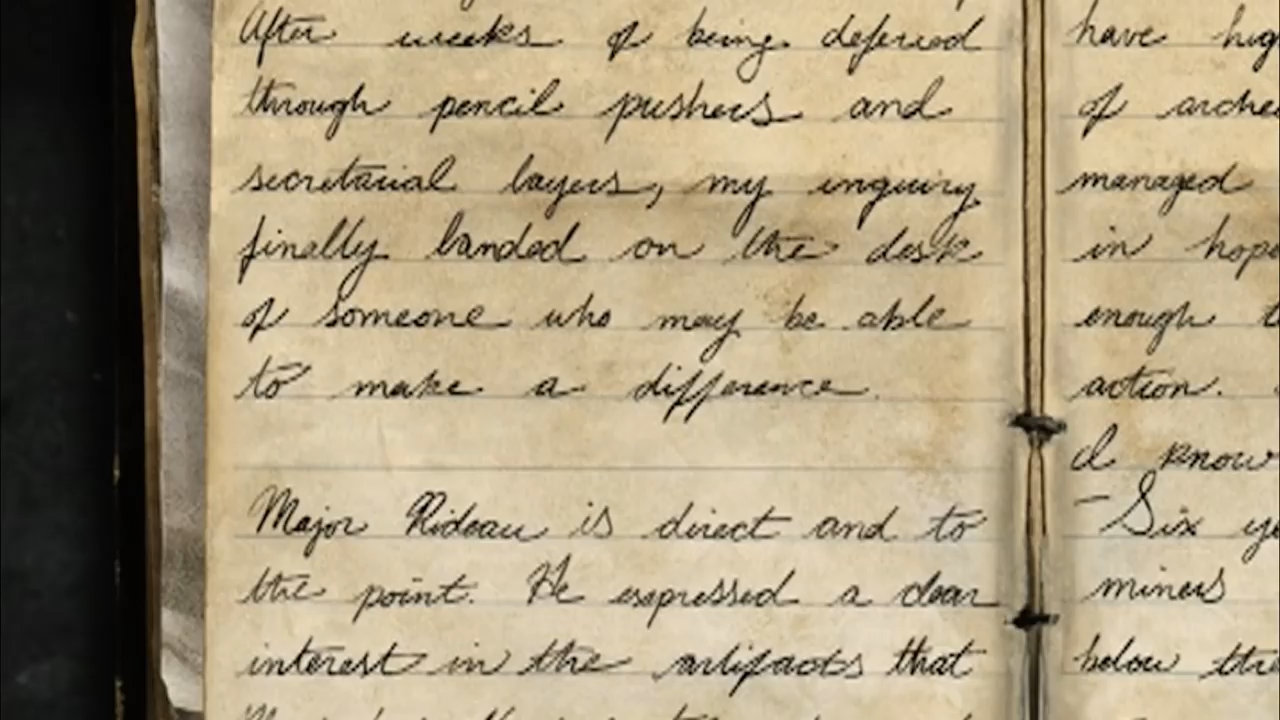 After weeks of being deferred
through pencil pushers and
secretarial layers, my inquiry
finally landed on the desk
of someone who may be able
to make a difference.
Major Rideau is direct and to
the point. He expressed a clear
interest in the artifacts that
have
of
managed
in
enough
action.
I know
-Six
miners
below the